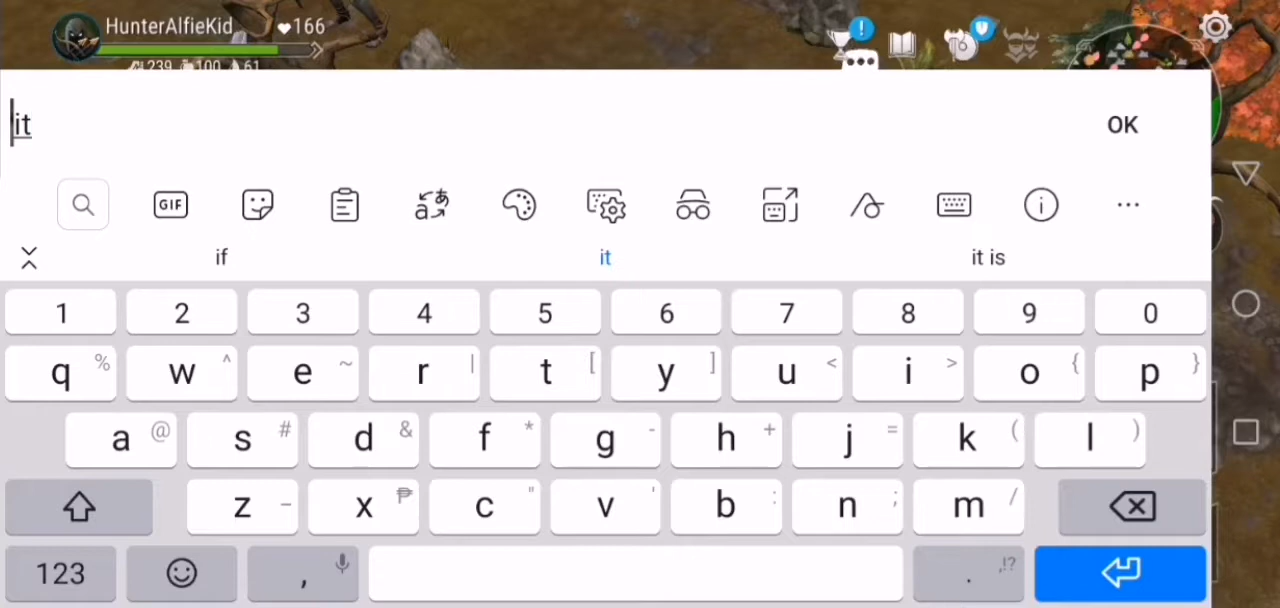 HunterAlfieKid 166
239 100 61
16
it OK
GIF
if it it is
1 2 3 4 5 6 7 8 9 0
q % w ^ e ~ r | t [ y ] u < i > o { p }
a @ s # d & f * g - h + j = k ( l )
z _ x ₱ c " v ' b : n ; m /
123 , . ,!?